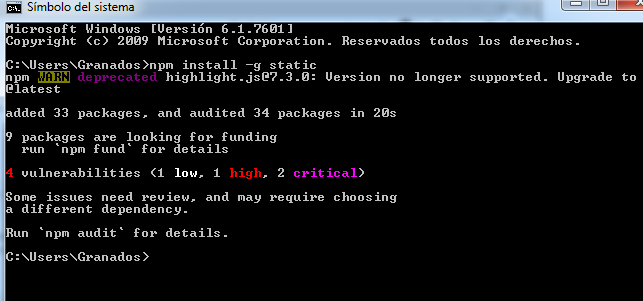 Símbolo del sistema
Microsoft Windows [Versión 6.1.7601]
Copyright (c) 2009 Microsoft Corporation. Reservados todos los derechos.
C:\Users\Granados>npm install -g static
npm WARN deprecated highlight.js@7.3.0: Version no longer supported. Upgrade to
@latest
added 33 packages, and audited 34 packages in 20s
9 packages are looking for funding
run `npm fund` for details
4 vulnerabilities (1 low, 1 high, 2 critical)
Some issues need review, and may require choosing
a different dependency.
Run `npm audit` for details.
C:\Users\Granados>